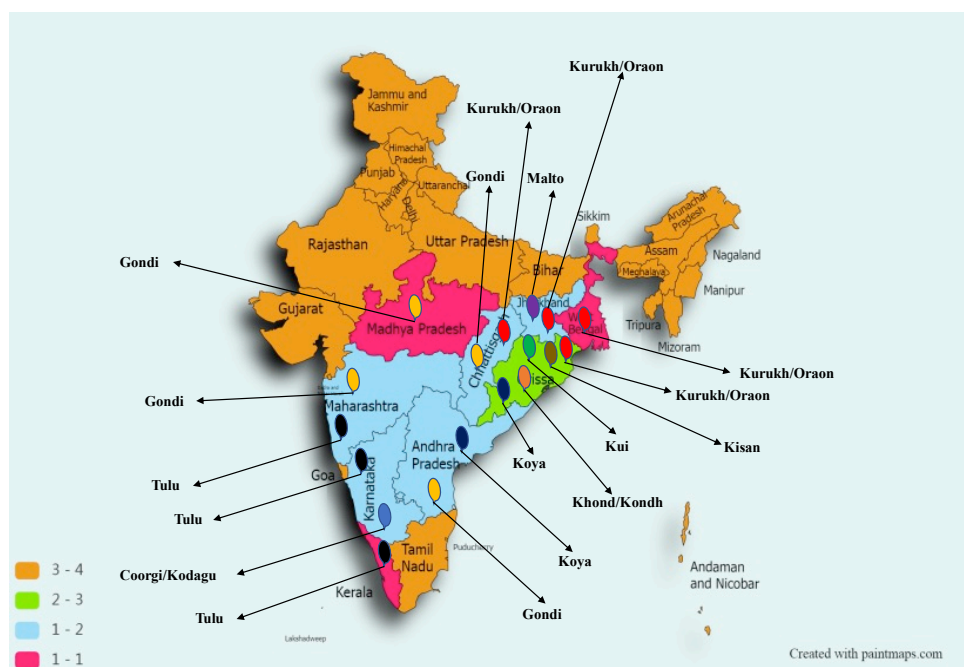 Kurukh/Oraon
Jammu and
Kashmir
Kurukh/Oraon
Himachal
Pradesh
Punjab
Gondi
Malto
Uttaranchal
Haryana
Delhi
Arunachal
Pradesh
Sikkim
Rajasthan
Uttar Pradesh
Assam
Nagaland
Gondi
Bihar
Meghalaya
Manipur
Gujarat
Jharkhand
Madhya Pradesh
West
Bengal
Tripura
Mizoram
Chhattisgarh
Kurukh/Oraon
Orissa
Kurukh/Oraon
Gondi
Maharashtra
Kui
Kisan
Andhra
Pradesh
Koya
Goa
Karnataka
Tulu
Khond/Kondh
Tulu
Tamil
Nadu
Puducherry
Koya
Andaman
and Nicobar
3 - 4
Coorgi/Kodagu
Kerala
2 - 3
Tulu
Gondi
1 - 2
Lakshadweep
1 - 1
Created with paintmaps.com